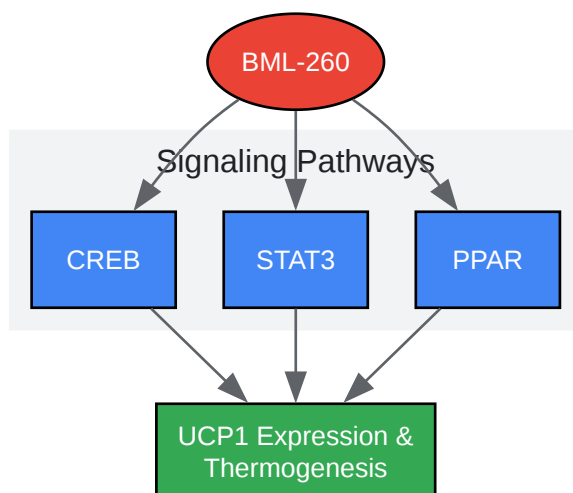 BML-260
Signaling Pathways
CREB
STAT3
PPAR
UCP1 Expression &
Thermogenesis